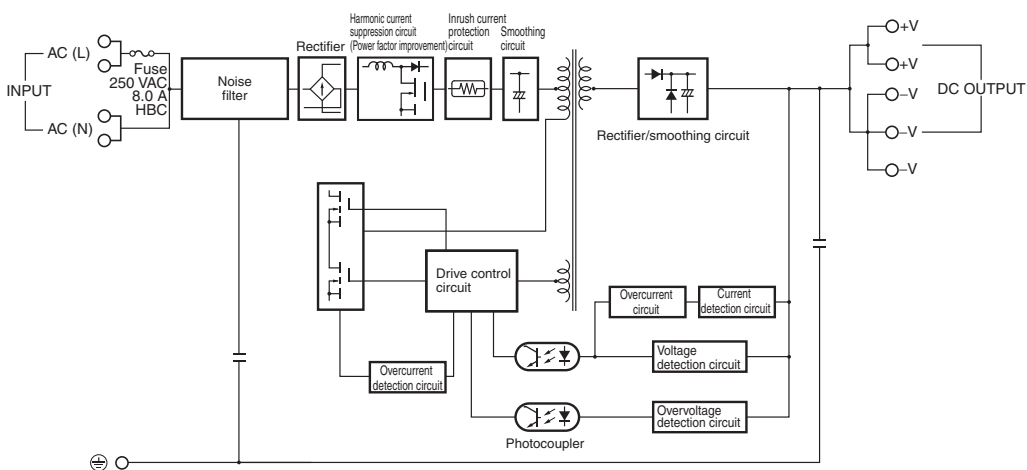 INPUT
AC (L)
AC (N)
Fuse
250 VAC
8.0 A
HBC
Noise
filter
Rectifier
Harmonic current
suppression circuit
(Power factor improvement)
Inrush current
protection
circuit
Smoothing
circuit
Rectifier/smoothing circuit
+V
+V
−V
−V
−V
DC OUTPUT
Drive control
circuit
Overcurrent
circuit
Current
detection circuit
Voltage
detection circuit
Overcurrent
detection circuit
Overvoltage
detection circuit
Photocoupler